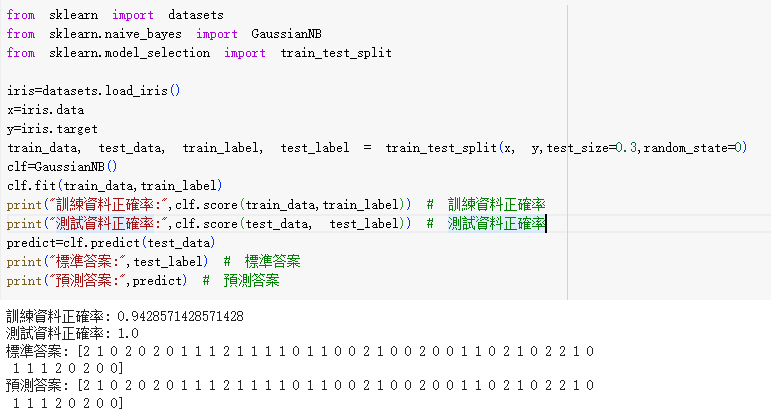 from sklearn import datasets
from sklearn.naive_bayes import GaussianNB
from sklearn.model_selection import train_test_split
iris=datasets.load_iris()
x=iris.data
y=iris.target
train_data, test_data, train_label, test_label = train_test_split(x, y,test_size=0.3,random_state=0)
clf=GaussianNB()
clf.fit(train_data,train_label)
print("訓練資料正確率:",clf.score(train_data,train_label)) # 訓練資料正確率
print("測試資料正確率:",clf.score(test_data, test_label)) # 測試資料正確率
predict=clf.predict(test_data)
print("標準答案:",test_label) # 標準答案
print("預測答案:",predict) # 預測答案
訓練資料正確率: 0.9428571428571428
測試資料正確率: 1.0
標準答案: [2 1 0 2 0 2 0 1 1 1 2 1 1 1 1 0 1 1 0 0 2 1 0 0 2 0 0 1 1 0 2 1 0 2 2 1 0
1 1 1 2 0 2 0 0]
預測答案: [2 1 0 2 0 2 0 1 1 1 2 1 1 1 1 0 1 1 0 0 2 1 0 0 2 0 0 1 1 0 2 1 0 2 2 1 0
1 1 1 2 0 2 0 0]